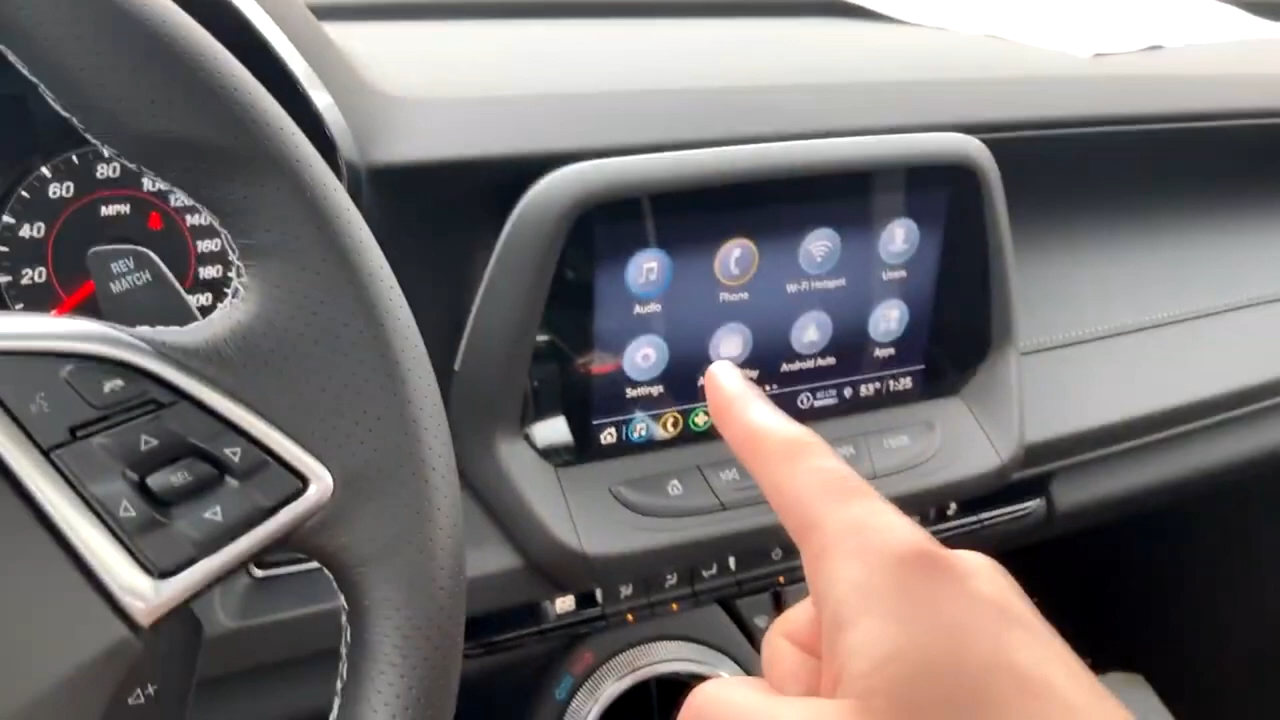 20
40
60
80
100
120
140
160
180
200
MPH
REV
MATCH
SEL
Audio
Phone
Wi-Fi Hotspot
Users
Settings
Android Auto
Apps
53° / 1:25